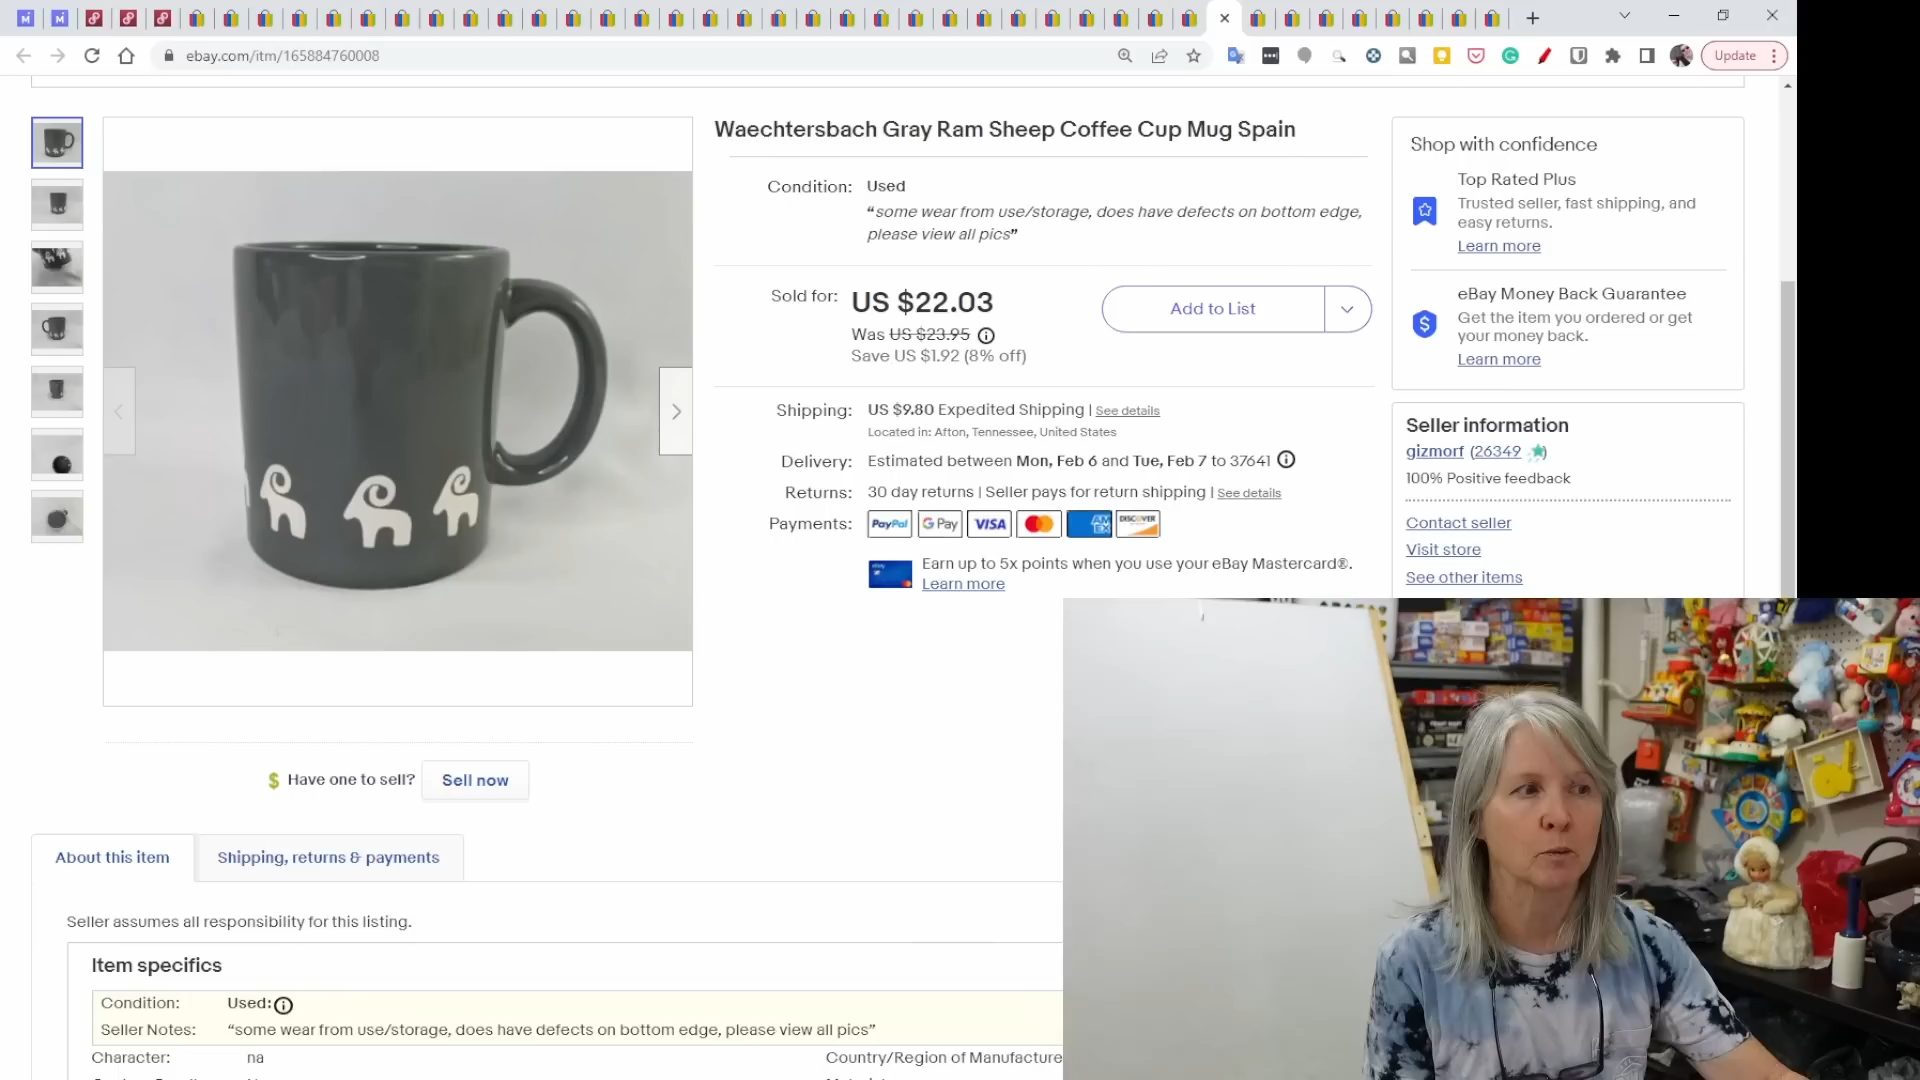 ebay.com/itm/165884760008
Update
Waechtersbach Gray Ram Sheep Coffee Cup Mug Spain
Condition: Used
“some wear from use/storage, does have defects on bottom edge,
please view all pics”
Sold for: US $22.03
Was US $23.95
Save US $1.92 (8% off)
Add to List
Shipping: US $9.80 Expedited Shipping | See details
Located in: Afton, Tennessee, United States
Delivery: Estimated between Mon, Feb 6 and Tue, Feb 7 to 37641
Returns: 30 day returns | Seller pays for return shipping | See details
Payments: PayPal G Pay VISA AMEX DISCOVER
Earn up to 5x points when you use your eBay Mastercard®.
Learn more
Shop with confidence
Top Rated Plus
Trusted seller, fast shipping, and
easy returns.
Learn more
eBay Money Back Guarantee
Get the item you ordered or get
your money back.
Learn more
Seller information
gizmorf (26349)
100% Positive feedback
Contact seller
Visit store
See other items
$ Have one to sell? Sell now
About this item
Shipping, returns & payments
Seller assumes all responsibility for this listing.
Item specifics
Condition: Used:
Seller Notes: “some wear from use/storage, does have defects on bottom edge, please view all pics”
Character: na
Country/Region of Manufacture